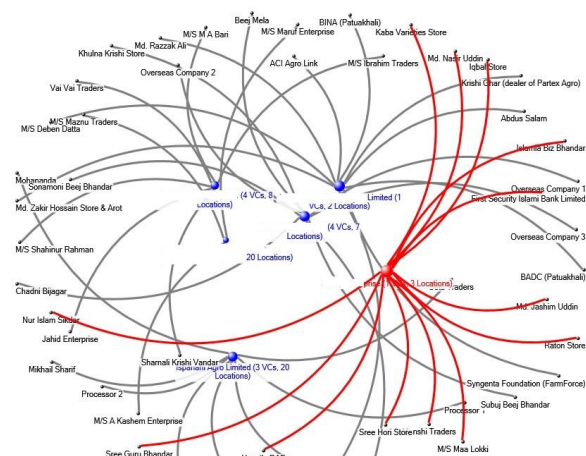 Beej Mela
BINA (Patuakhali)
M/S M A Bari
M/S Maruf Enterprise
Kaba Varieties Store
Md. Razzak Ali
Khulna Krishi Store
Md. Nasir Uddin
Iqbal Store
ACI Agro Link
M/S Ibrahim Traders
Overseas Company 2
Krishi Ghar (dealer of Partex Agro)
Vai Vai Traders
Abdus Salam
M/S Maznu Traders
M/S Deben Datta
Islamia Biz Bhandar
Mohananda
Sonamoni Beej Bhandar
Overseas Company 1
(4 VCs, 8
Locations)
Limited (1
VCs, 2 Locations)
First Security Islami Bank Limited
Md. Zakir Hossain Store & Arot
(4 VCs, 7
Locations)
Overseas Company 3
M/S Shahinur Rahman
20 Locations)
BADC (Patuakhali)
Chadni Bijagar
3 Locations)
Traders
Md. Jashim Uddin
Nur Islam Sikdar
Jahid Enterprise
Raton Store
Sharnali Krishi Vandar
Ispahani Agro Limited (3 VCs, 20
Locations)
Mikhail Sharif
Syngenta Foundation (FarmForce)
Processor 2
Subuj Beej Bhandar
Processor
M/S A Kashem Enterprise
Sree Hori Store
Traders
M/S Maa Lokki
Sree Guru Bhandar